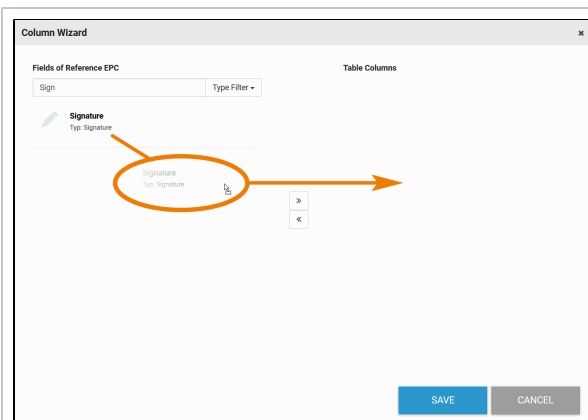 Column Wizard ×
Fields of Reference EPC
Table Columns
Sign
Type Filter
Signature
Typ: Signature
Signature
Typ: Signature
»
«
SAVE
CANCEL